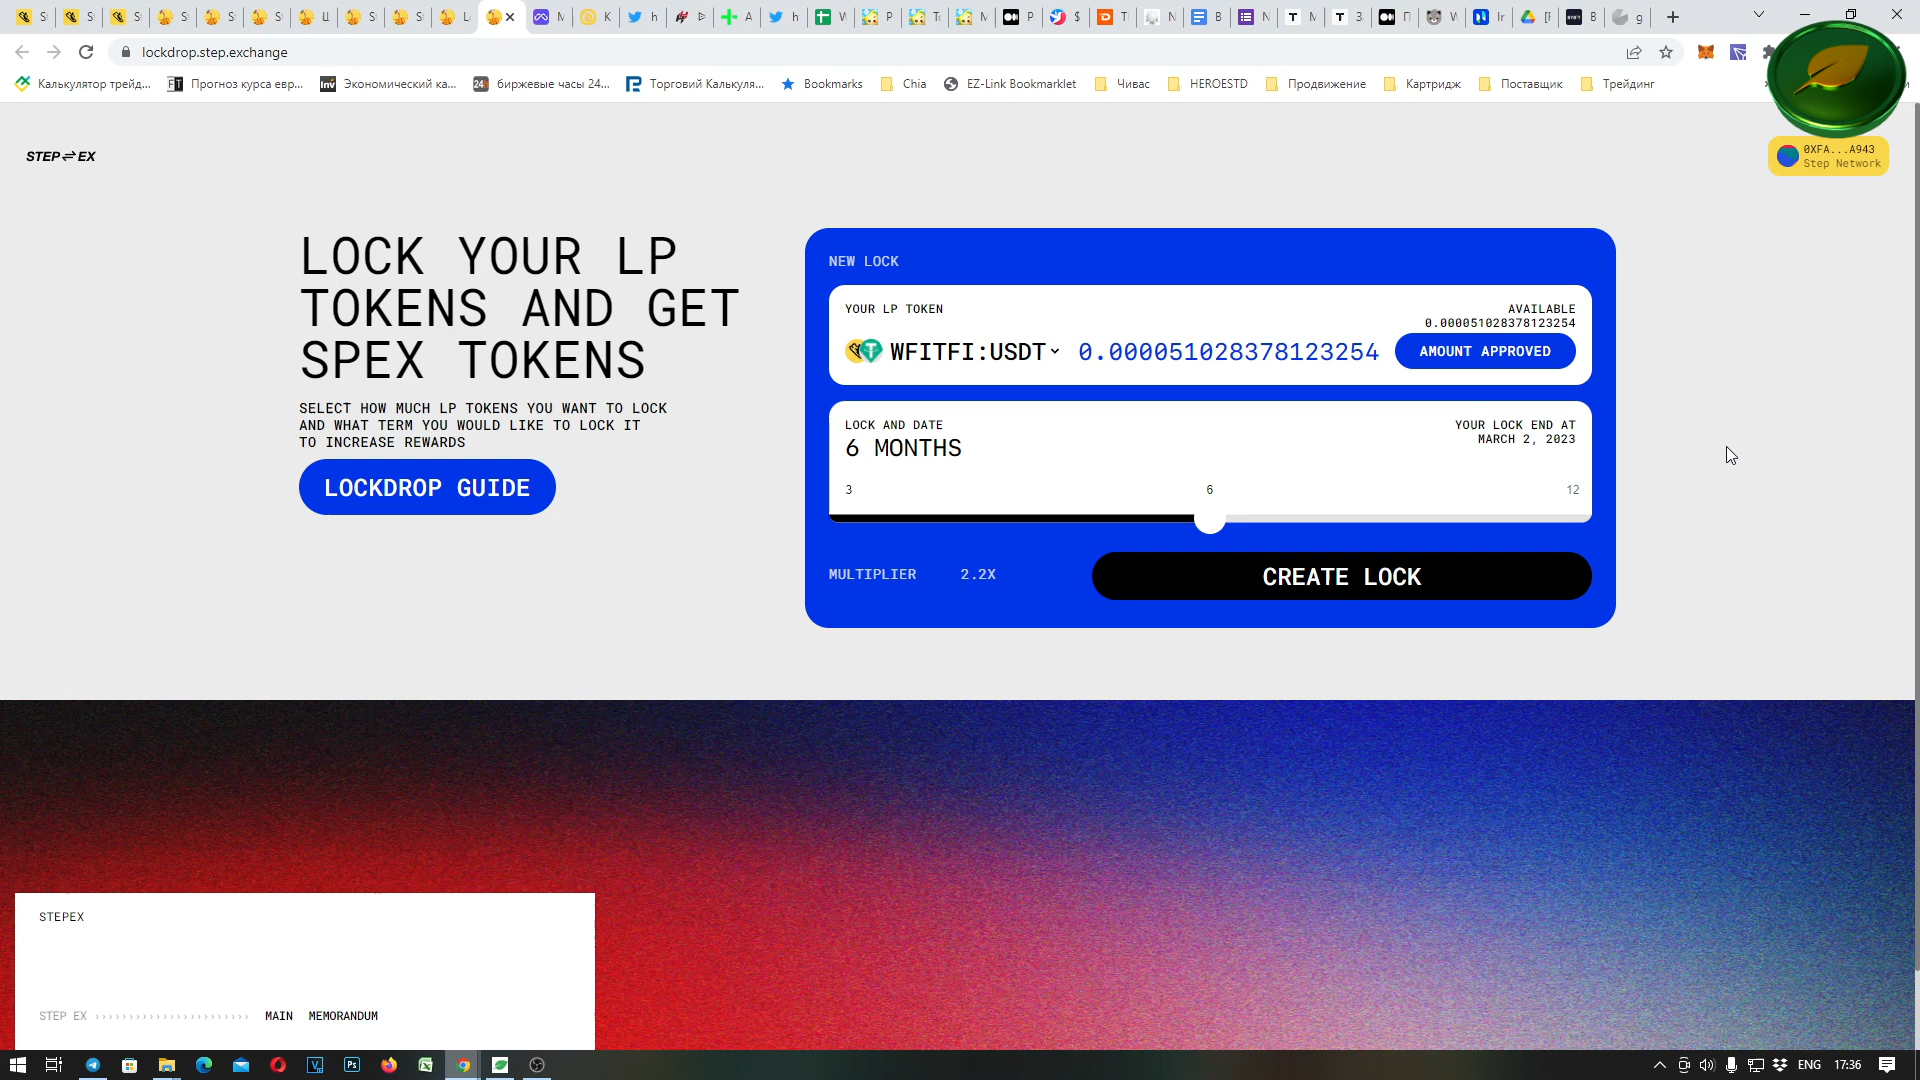 lockdrop.step.exchange
Калькулятор трейд...
Прогноз курса евр...
Экономический ка...
биржевые часы 24...
Торговий Калькуля...
Bookmarks
Chia
EZ-Link Bookmarklet
Чивас
HEROESTD
Продвижение
Картридж
Поставщик
Трейдинг
STEP⇌EX
0XFA...A943
Step Network
LOCK YOUR LP
TOKENS AND GET
SPEX TOKENS
SELECT HOW MUCH LP TOKENS YOU WANT TO LOCK
AND WHAT TERM YOU WOULD LIKE TO LOCK IT
TO INCREASE REWARDS
LOCKDROP GUIDE
NEW LOCK
YOUR LP TOKEN
AVAILABLE
0.000051028378123254
WFITFI:USDT
0.000051028378123254
AMOUNT APPROVED
LOCK AND DATE
6 MONTHS
YOUR LOCK END AT
MARCH 2, 2023
3
6
12
MULTIPLIER 2.2X
CREATE LOCK
STEPEX
STEP EX ››››››››››››››››››››››› MAIN MEMORANDUM
ENG 17:36